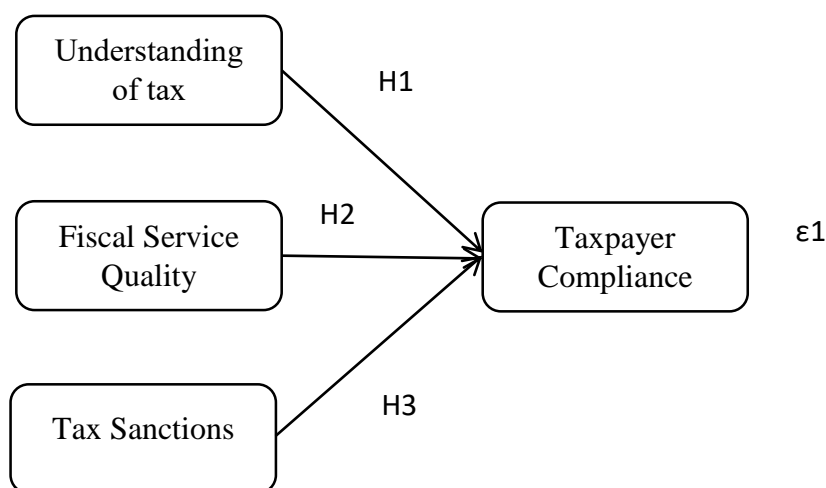 Understanding
of tax
H1
H2
Fiscal Service
Quality
Taxpayer
Compliance
ε1
H3
Tax Sanctions